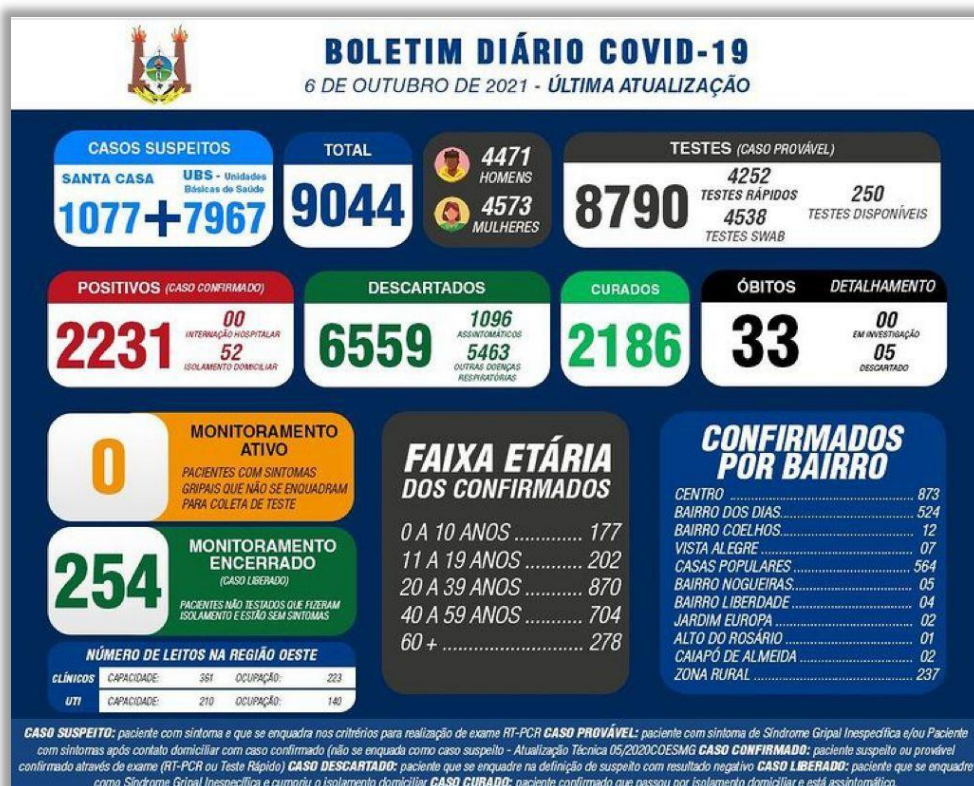 BOLETIM DIÁRIO COVID-19
6 DE OUTUBRO DE 2021 - ÚLTIMA ATUALIZAÇÃO
CASOS SUSPEITOS
SANTA CASA
UBS - Unidades
Básicas de Saúde
1077+7967
TOTAL
9044
4471
HOMENS
4573
MULHERES
TESTES (CASO PROVÁVEL)
8790
4252
TESTES RÁPIDOS
4538
TESTES SWAB
250
TESTES DISPONÍVEIS
POSITIVOS (CASO CONFIRMADO)
2231
00
INTERNAÇÃO HOSPITALAR
52
ISOLAMENTO DOMICILIAR
DESCARTADOS
6559
1096
ASSINTOMÁTICOS
5463
OUTRAS DOENÇAS
RESPIRATÓRIAS
CURADOS
2186
ÓBITOS
DETALHAMENTO
33
00
EM INVESTIGAÇÃO
05
DESCARTADO
0
MONITORAMENTO
ATIVO
PACIENTES COM SINTOMAS
GRIPAIS QUE NÃO SE ENQUADRAM
PARA COLETA DE TESTE
254
MONITORAMENTO
ENCERRADO
(CASO LIBERADO)
PACIENTES NÃO TESTADOS QUE FIZERAM
ISOLAMENTO E ESTÃO SEM SINTOMAS
NÚMERO DE LEITOS NA REGIÃO OESTE
CLÍNICOS CAPACIDADE: 361 OCUPAÇÃO: 223
UTI CAPACIDADE: 210 OCUPAÇÃO: 140
FAIXA ETÁRIA
DOS CONFIRMADOS
0 A 10 ANOS ............ 177
11 A 19 ANOS ........... 202
20 A 39 ANOS .......... 870
40 A 59 ANOS .......... 704
60 + ......................... 278
CONFIRMADOS
POR BAIRRO
CENTRO ........................................ 873
BAIRRO DOS DIAS............................ 524
BAIRRO COELHOS............................ 12
VISTA ALEGRE ................................ 07
CASAS POPULARES ......................... 564
BAIRRO NOGUEIRAS......................... 05
BAIRRO LIBERDADE ......................... 04
JARDIM EUROPA ............................. 02
ALTO DO ROSÁRIO .......................... 01
CAIAPÓ DE ALMEIDA ....................... 02
ZONA RURAL .................................. 237
CASO SUSPEITO: paciente com sintoma e que se enquadra nos critérios para realização de exame RT-PCR CASO PROVÁVEL: paciente com sintoma de Síndrome Gripal Inespecífica e/ou Paciente
com sintomas após contato domiciliar com caso confirmado (não se enquada como caso suspeito - Atualização Técnica 05/2020COESMG CASO CONFIRMADO: paciente suspeito ou provável
confirmado através de exame (RT-PCR ou Teste Rápido) CASO DESCARTADO: paciente que se enquadre na definição de suspeito com resultado negativo CASO LIBERADO: paciente que se enquadre
como Síndrome Gripal Inespecífica e cumpriu o isolamento domiciliar CASO CURADO: paciente confirmado que passou por isolamento domiciliar e está assintomático.